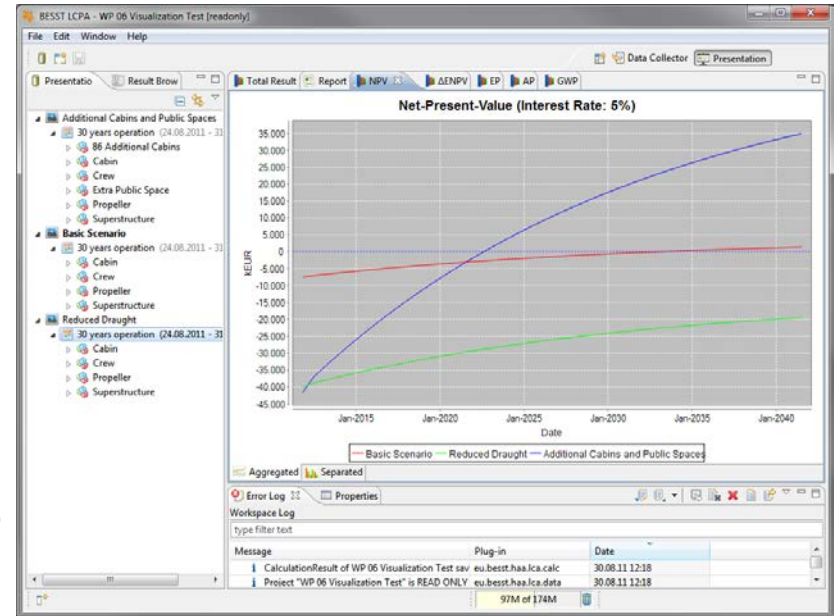 BESST LCPA - WP 06 Visualization Test [readonly]
File Edit Window Help
Data Collector Presentation
Presentatio Result Brow
Total Result Report NPV ΔENPV EP AP GWP
Additional Cabins and Public Spaces
30 years operation (24.08.2011 - 31
86 Additional Cabins
Cabin
Crew
Extra Public Space
Propeller
Superstructure
Basic Scenario
30 years operation (24.08.2011 - 31
Cabin
Crew
Propeller
Superstructure
Reduced Draught
30 years operation (24.08.2011 - 31
Cabin
Crew
Propeller
Superstructure
Net-Present-Value (Interest Rate: 5%)
kEUR
35.000
30.000
25.000
20.000
15.000
10.000
5.000
0
-5.000
-10.000
-15.000
-20.000
-25.000
-30.000
-35.000
-40.000
-45.000
Jan-2015 Jan-2020 Jan-2025 Jan-2030 Jan-2035 Jan-2040
Date
Basic Scenario Reduced Draught Additional Cabins and Public Spaces
Aggregated Separated
Error Log Properties
Workspace Log
type filter text
Message Plug-in Date
CalculationResult of WP 06 Visualization Test sav eu.besst.haa.lca.calc 30.08.11 12:18
Project "WP 06 Visualization Test" is READ ONLY eu.besst.haa.lca.data 30.08.11 12:18
97M of 174M